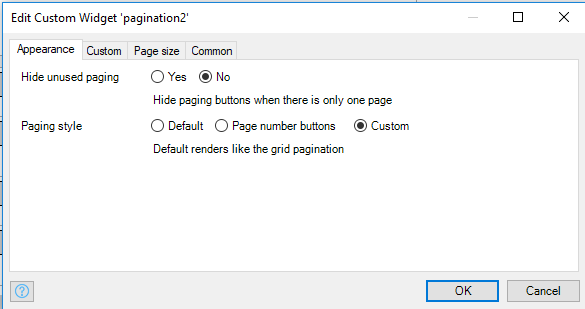 Edit Custom Widget 'pagination2'
Appearance Custom Page size Common
Hide unused paging Yes No
Hide paging buttons when there is only one page
Paging style Default Page number buttons Custom
Default renders like the grid pagination
? OK Cancel